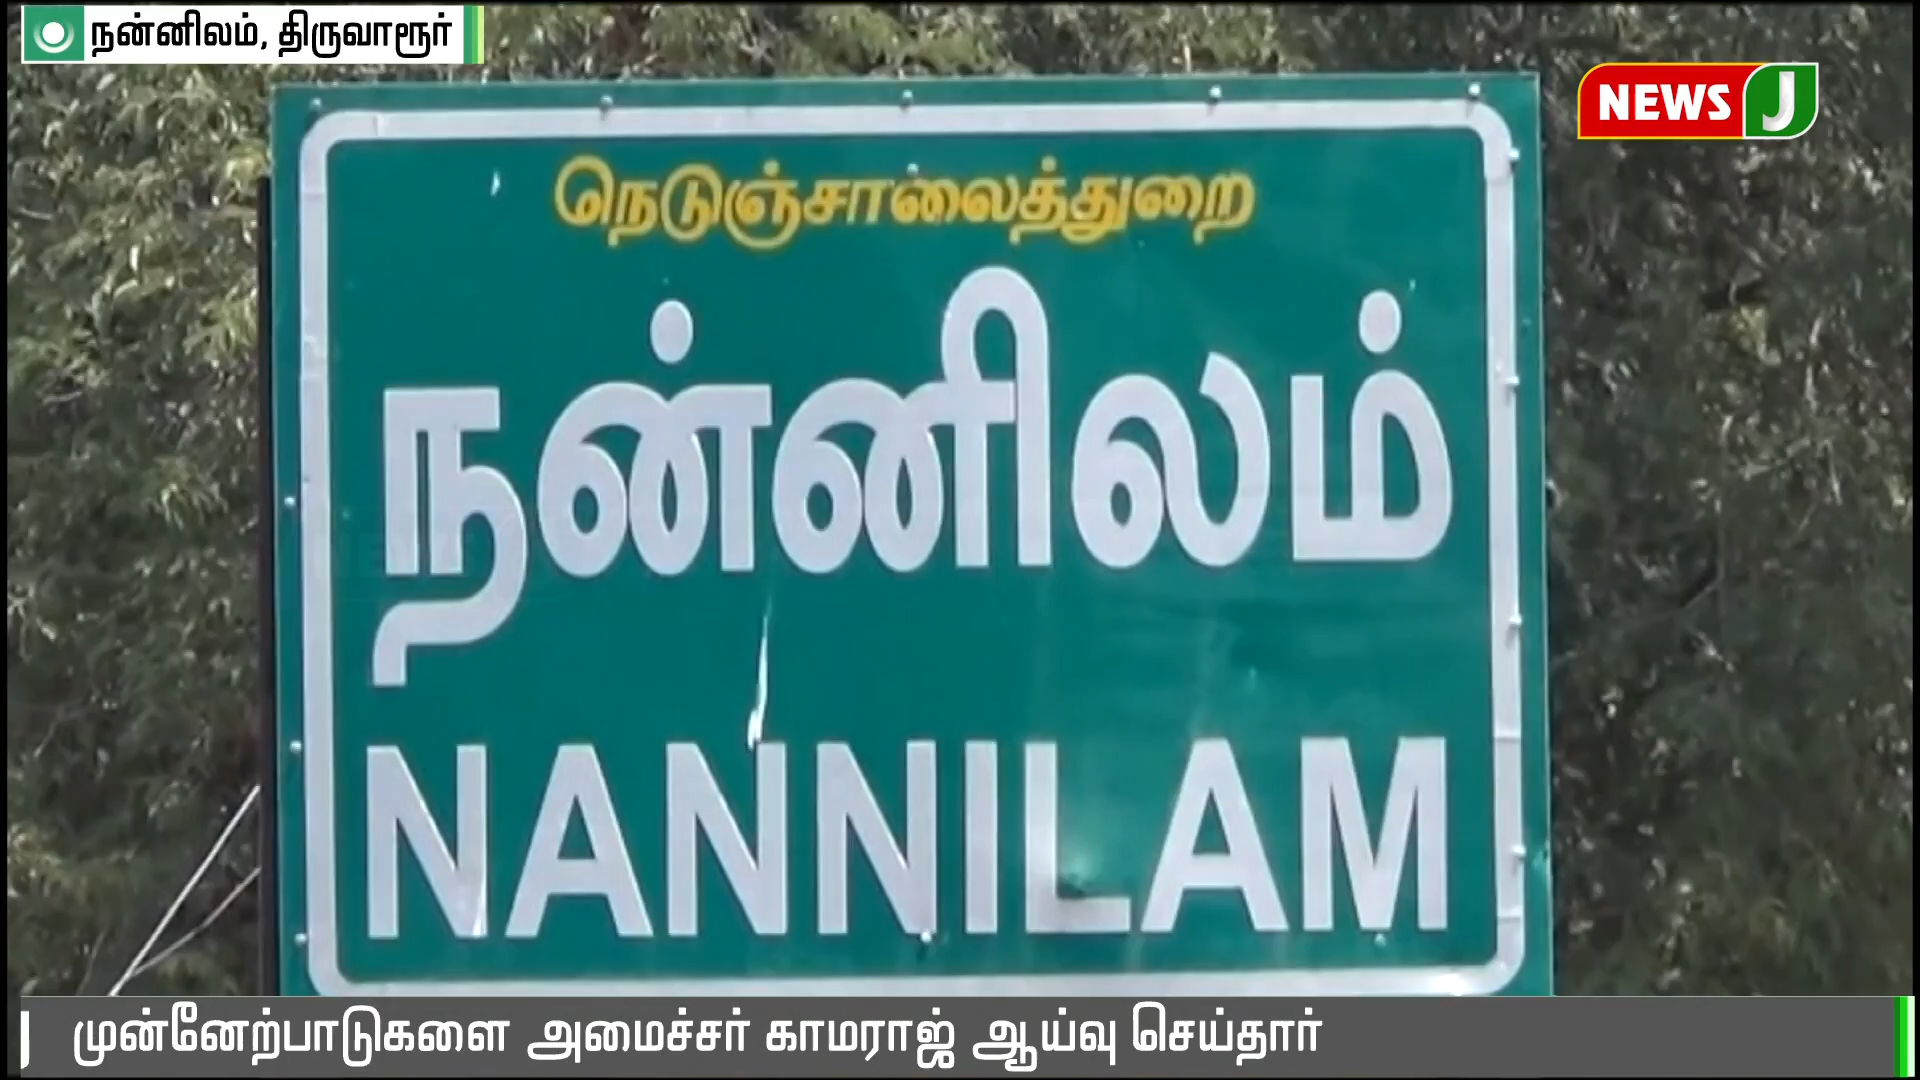 நன்னிலம், திருவாரூர்
NEWS J
நெடுஞ்சாலைத்துறை
நன்னிலம்
NANNILAM
முன்னேற்பாடுகளை அமைச்சர் காமராஜ் ஆய்வு செய்தார்